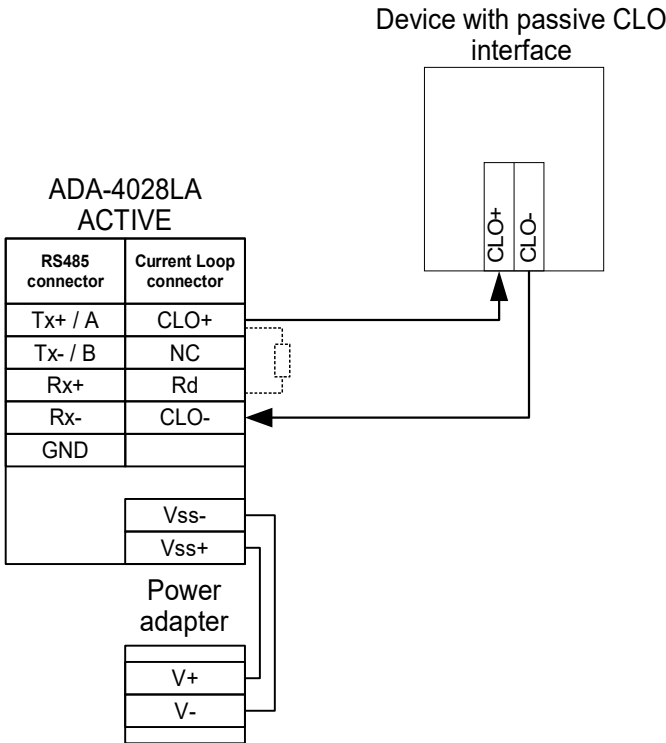 Device with passive CLO
interface
CLO+
CLO-
ADA-4028LA
ACTIVE
RS485
connector
Current Loop
connector
Tx+ / A
CLO+
Tx- / B
NC
Rx+
Rd
Rx-
CLO-
GND
Vss-
Vss+
Power
adapter
V+
V-